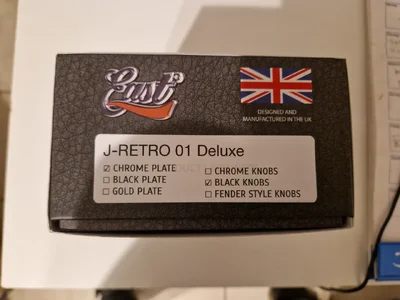 East
DESIGNED AND
MANUFACTURED IN THE UK
J-RETRO 01 Deluxe
☑ CHROME PLATE ☐ CHROME KNOBS
☐ BLACK PLATE ☑ BLACK KNOBS
☐ GOLD PLATE ☐ FENDER STYLE KNOBS